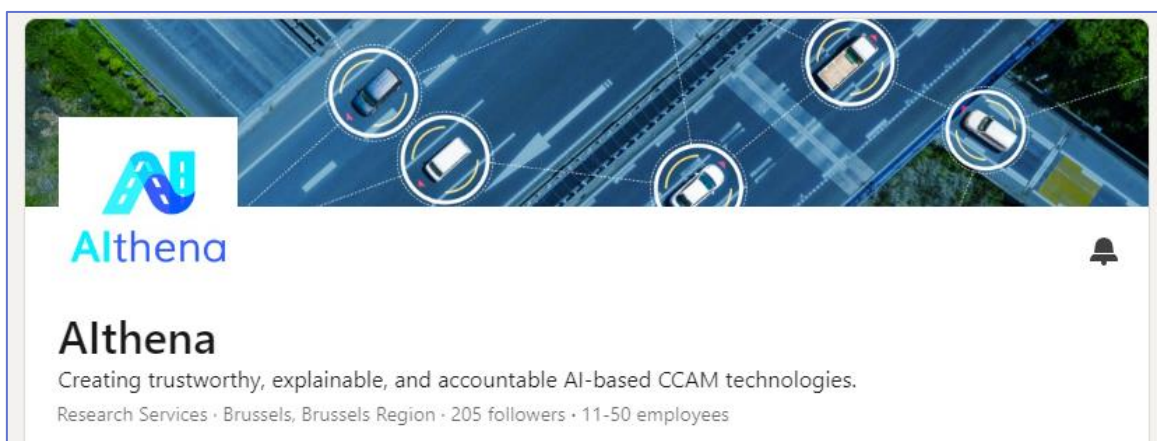 AIthena
AIthena
Creating trustworthy, explainable, and accountable AI-based CCAM technologies.
Research Services · Brussels, Brussels Region · 205 followers · 11-50 employees